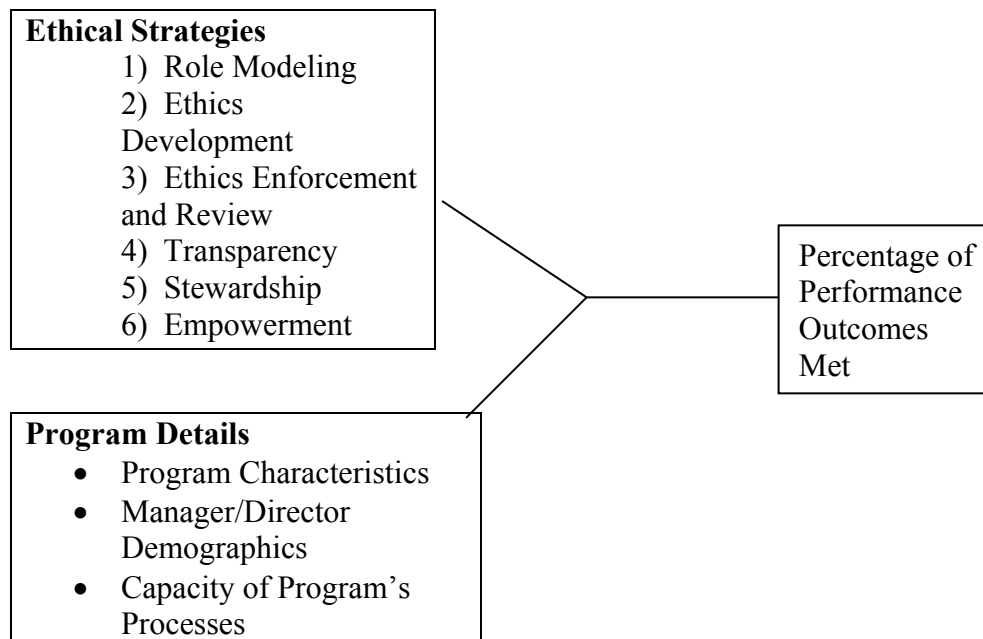 Ethical Strategies
1) Role Modeling
2) Ethics
Development
3) Ethics Enforcement
and Review
4) Transparency
5) Stewardship
6) Empowerment
Percentage of
Performance
Outcomes
Met
Program Details
• Program Characteristics
• Manager/Director
Demographics
• Capacity of Program’s
Processes